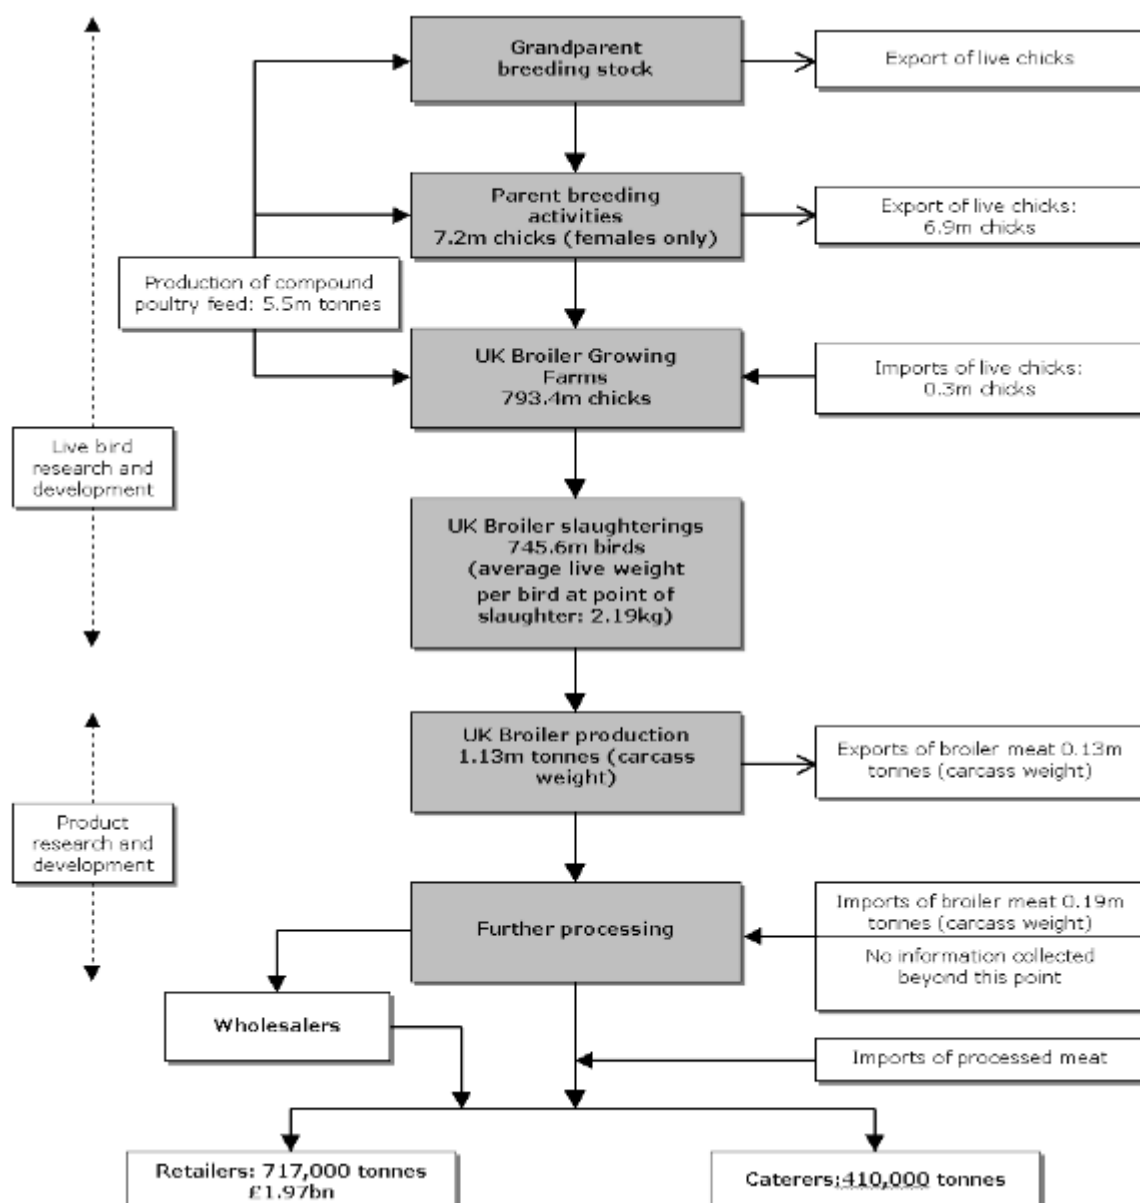 Grandparent
breeding stock
Export of live chicks
Parent breeding
activities
7.2m chicks (females only)
Export of live chicks:
6.9m chicks
Production of compound
poultry feed: 5.5m tonnes
UK Broiler Growing
Farms
793.4m chicks
Imports of live chicks:
0.3m chicks
Live bird
research and
development
UK Broiler slaughterings
745.6m birds
(average live weight
per bird at point of
slaughter: 2.19kg)
UK Broiler production
1.13m tonnes (carcass
weight)
Exports of broiler meat 0.13m
tonnes (carcass weight)
Product
research and
development
Further processing
Imports of broiler meat 0.19m
tonnes (carcass weight)
No information collected
beyond this point
Wholesalers
Imports of processed meat
Retailers: 717,000 tonnes
£1.97bn
Caterers:410,000 tonnes